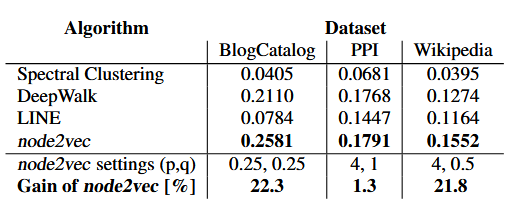 Algorithm Dataset
BlogCatalog PPI Wikipedia
Spectral Clustering 0.0405 0.0681 0.0395
DeepWalk 0.2110 0.1768 0.1274
LINE 0.0784 0.1447 0.1164
node2vec 0.2581 0.1791 0.1552
node2vec settings (p,q) 0.25, 0.25 4, 1 4, 0.5
Gain of node2vec [%] 22.3 1.3 21.8